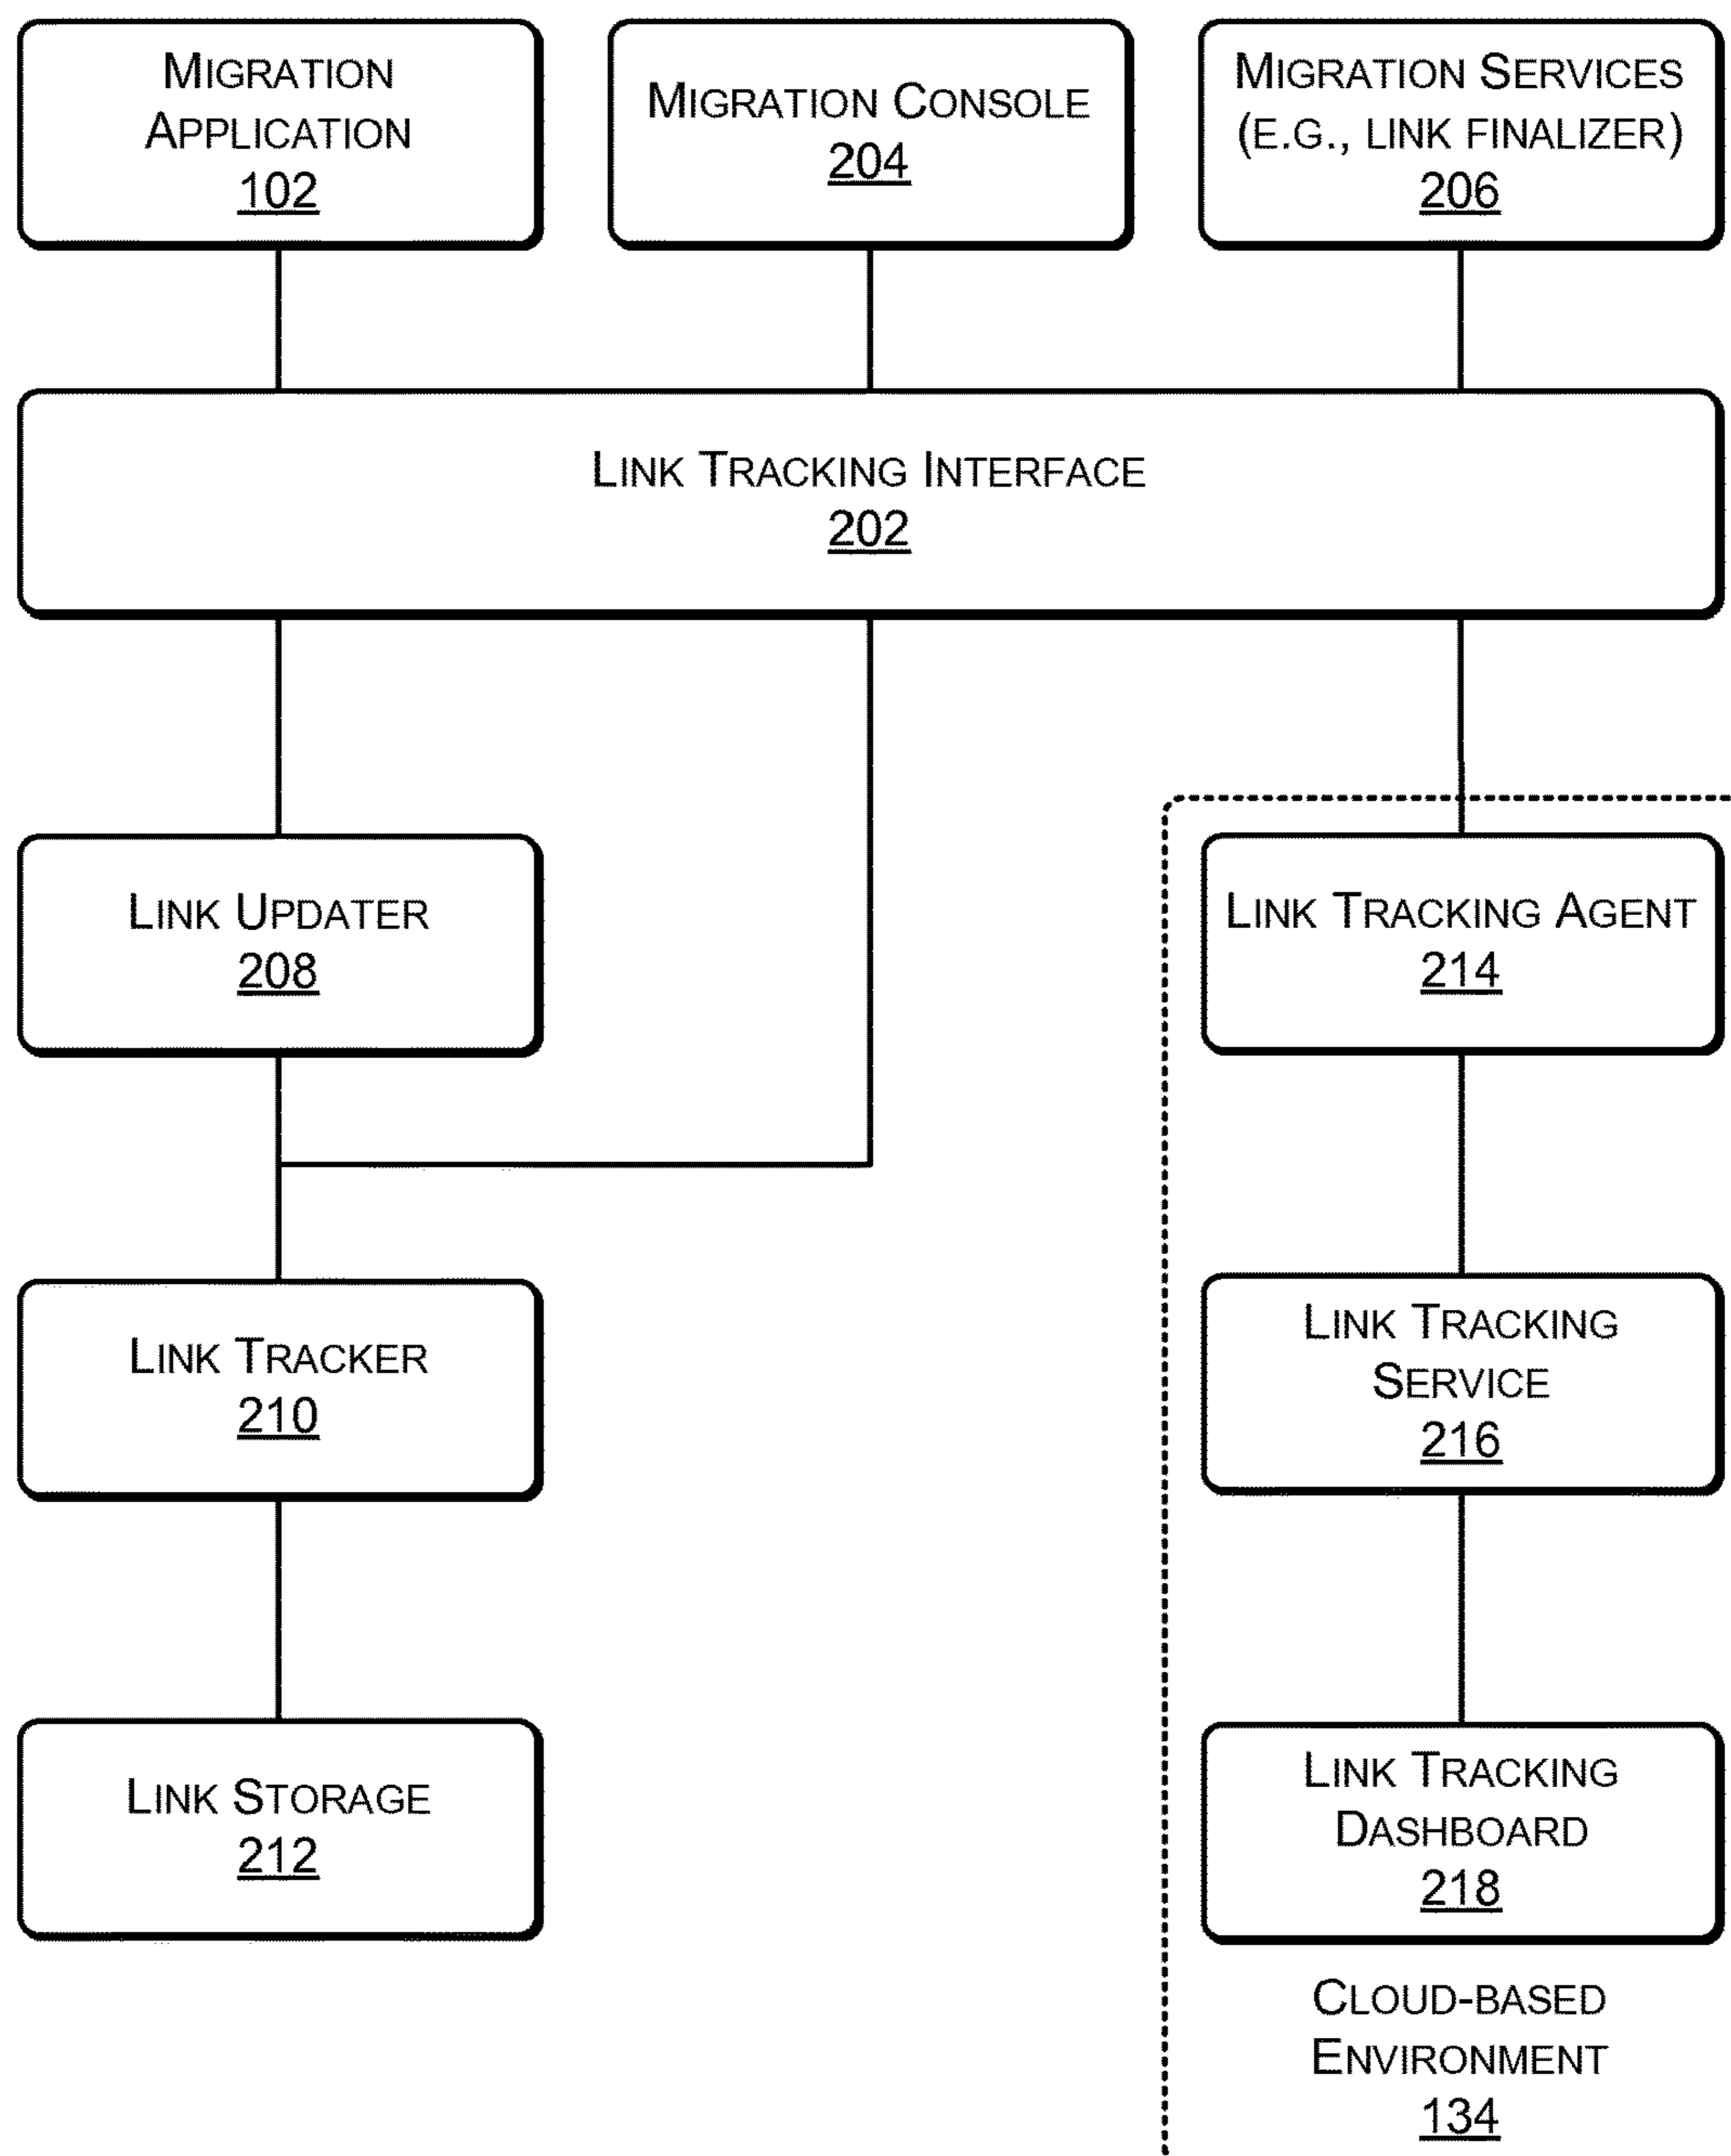 MIGRATION
APPLICATION
102
MIGRATION CONSOLE
204
MIGRATION SERVICES
(E.G., LINK FINALIZER)
206
LINK TRACKING INTERFACE
202
LINK UPDATER
208
LINK TRACKING AGENT
214
LINK TRACKER
210
LINK TRACKING
SERVICE
216
LINK STORAGE
212
LINK TRACKING
DASHBOARD
218
CLOUD-BASED
ENVIRONMENT
134